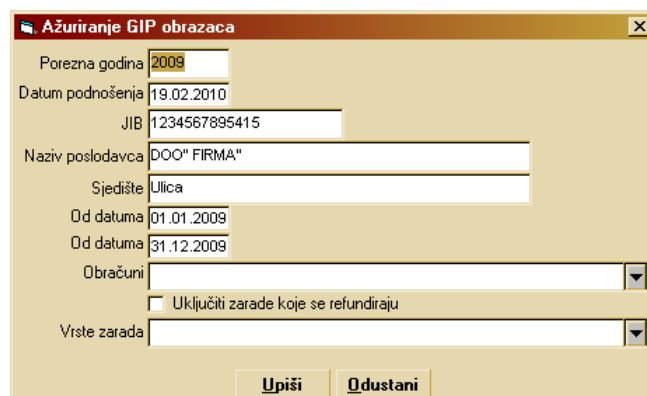 Ažuriranje GIP obrazaca
Porezna godina 2009
Datum podnošenja 19.02.2010
JIB 1234567895415
Naziv poslodavca DOO" FIRMA"
Sjedište Ulica
Od datuma 01.01.2009
Od datuma 31.12.2009
Obračuni
Uključiti zarade koje se refundiraju
Vrste zarada
Upiši Odustani